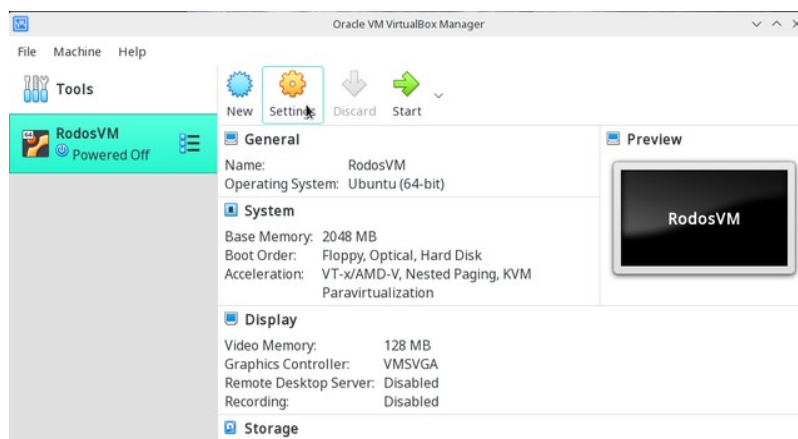 Oracle VM VirtualBox Manager
File Machine Help
Tools
New Settings Discard Start
64 RodosVM
Powered Off
General
Name: RodosVM
Operating System: Ubuntu (64-bit)
System
Base Memory: 2048 MB
Boot Order: Floppy, Optical, Hard Disk
Acceleration: VT-x/AMD-V, Nested Paging, KVM
Paravirtualization
Display
Video Memory: 128 MB
Graphics Controller: VMSVGA
Remote Desktop Server: Disabled
Recording: Disabled
Storage
Preview
RodosVM